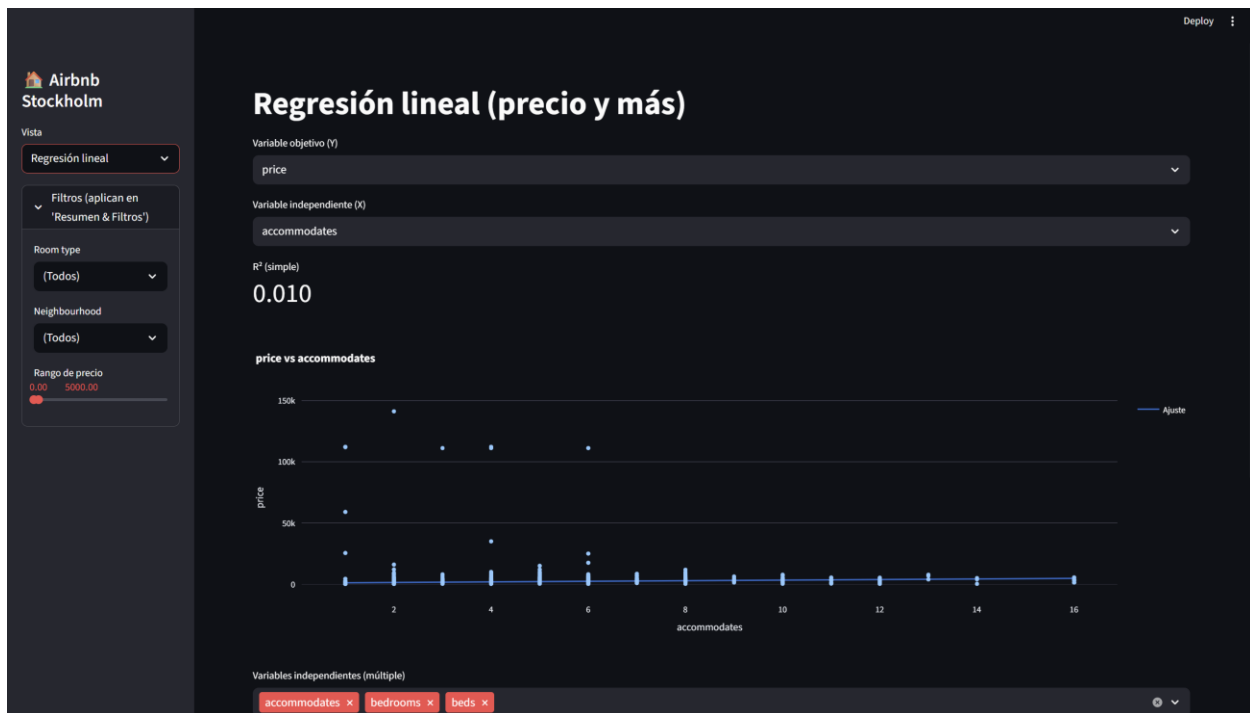 Deploy
🏠 Airbnb
Stockholm
Vista
Regresión lineal
Filtros (aplican en
'Resumen & Filtros')
Room type
(Todos)
Neighbourhood
(Todos)
Rango de precio
0.00 5000.00
Regresión lineal (precio y más)
Variable objetivo (Y)
price
Variable independiente (X)
accommodates
R² (simple)
0.010
price vs accommodates
150k
100k
50k
0
price
2 4 6 8 10 12 14 16
accommodates
Ajuste
Variables independientes (múltiple)
accommodates × bedrooms × beds ×